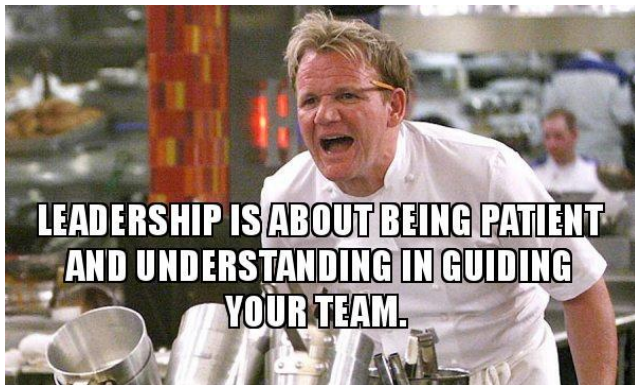 LEADERSHIP IS ABOUT BEING PATIENT
AND UNDERSTANDING IN GUIDING
YOUR TEAM.